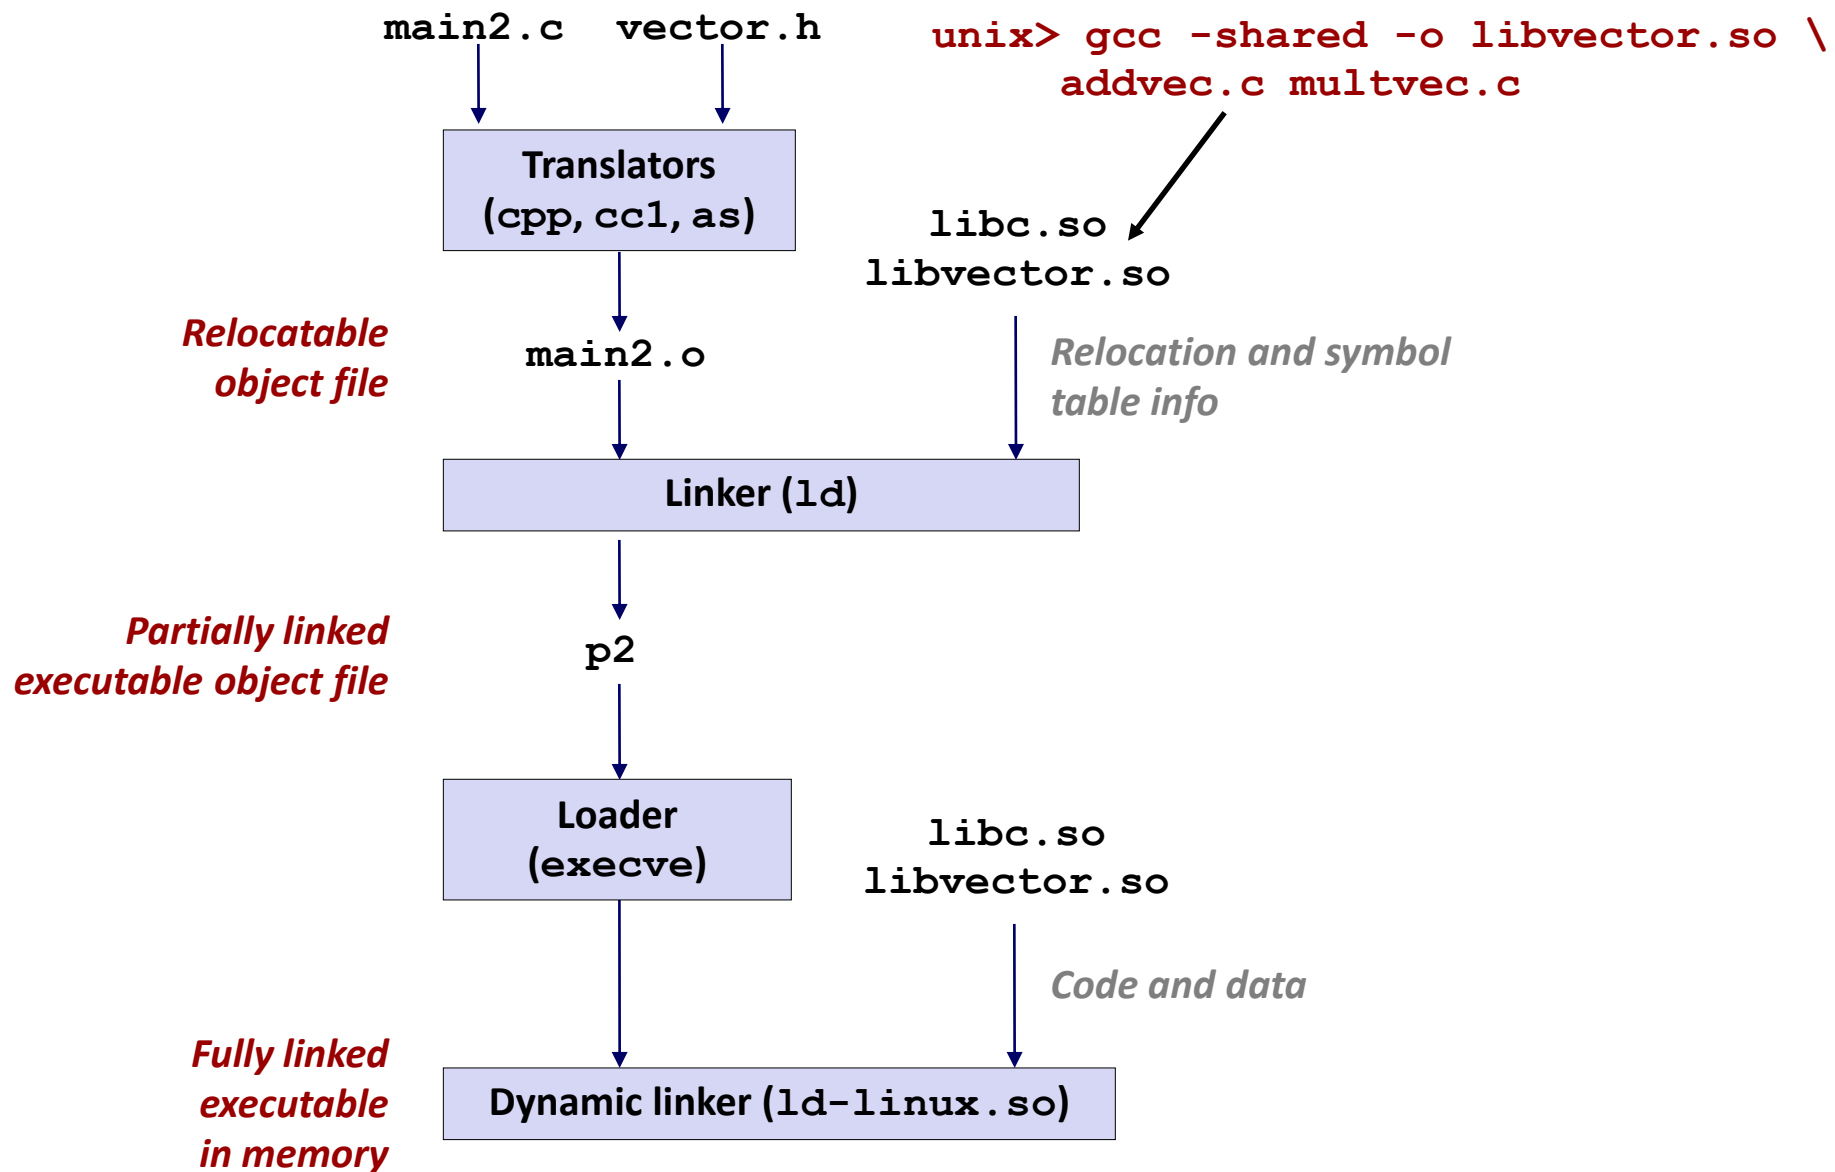 main2.c vector.h
unix> gcc -shared -o libvector.so \
addvec.c multvec.c
Translators
(cpp, cc1, as)
libc.so
libvector.so
Relocatable
object file
main2.o
Relocation and symbol
table info
Linker (ld)
Partially linked
executable object file
p2
Loader
(execve)
libc.so
libvector.so
Code and data
Fully linked
executable
in memory
Dynamic linker (ld-linux.so)